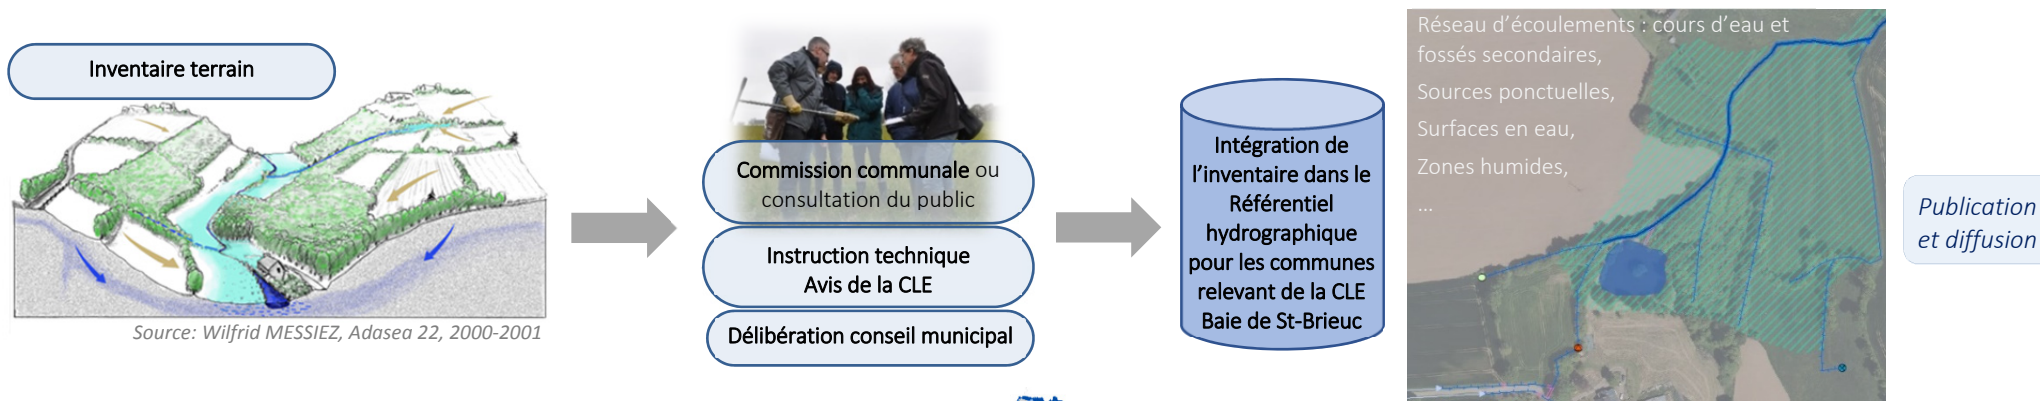 Inventaire terrain
Source: Wilfrid MESSIEZ, Adasea 22, 2000-2001
Commission communale ou
consultation du public
Instruction technique
Avis de la CLE
Délibération conseil municipal
Intégration de
l'inventaire dans le
Référentiel
hydrographique
pour les communes
relevant de la CLE
Baie de St-Brieuc
Réseau d'écoulements : cours d'eau et
fossés secondaires,
Sources ponctuelles,
Surfaces en eau,
Zones humides,
...
Publication
et diffusion